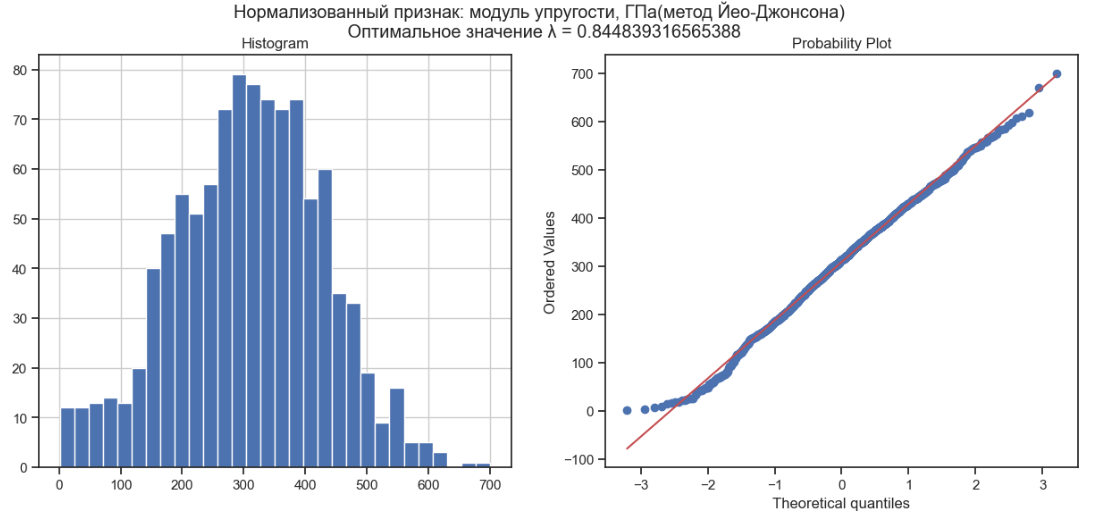 Нормализованный признак: модуль упругости, ГПа(метод Йео-Джонсона)
Оптимальное значение λ = 0.844839316565388
Histogram
80
70
60
50
40
30
20
10
0
0 100 200 300 400 500 600 700
Probability Plot
Ordered Values
700
600
500
400
300
200
100
0
−100
−3 −2 −1 0 1 2 3
Theoretical quantiles